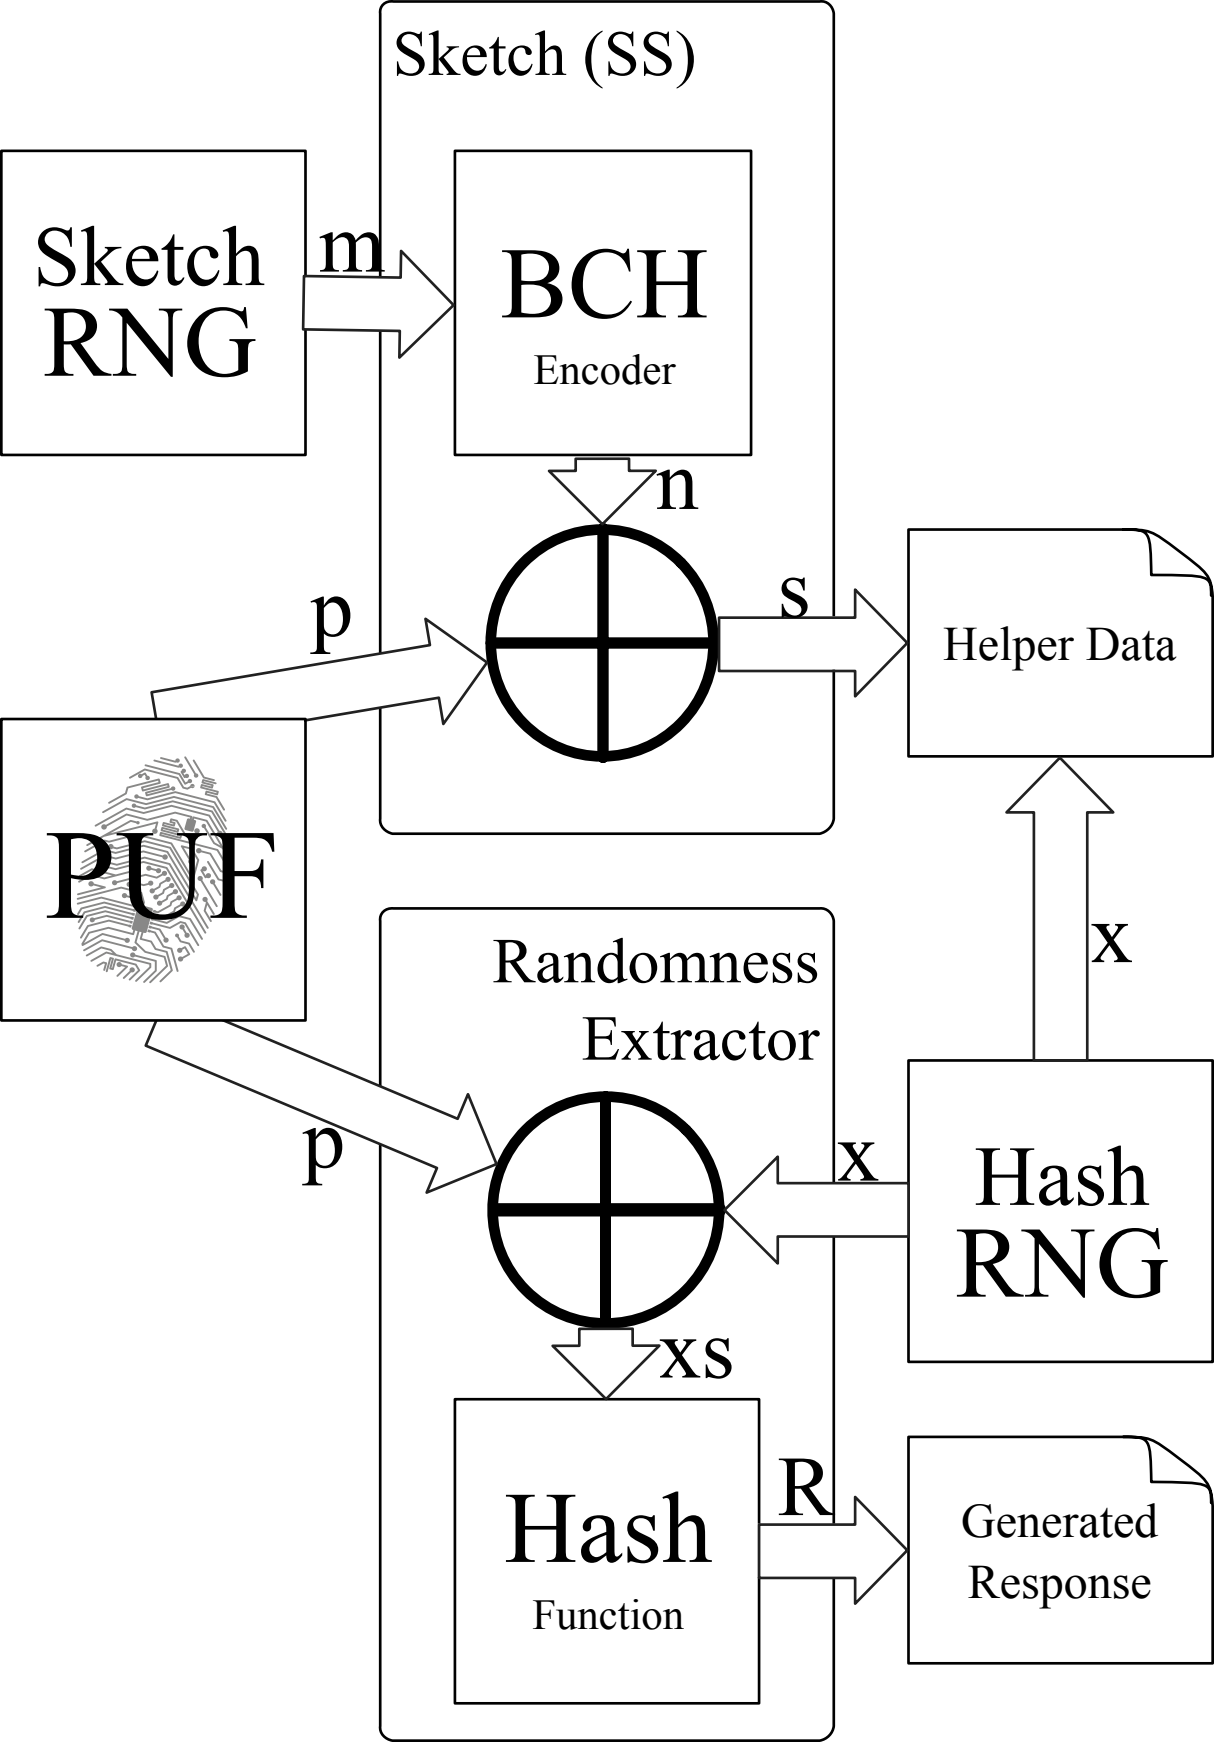 Sketch (SS)
Sketch
RNG
m
BCH
Encoder
n
p
s
Helper Data
PUF
x
Randomness
Extractor
p
x
Hash
RNG
xs
Hash
Function
R
Generated
Response